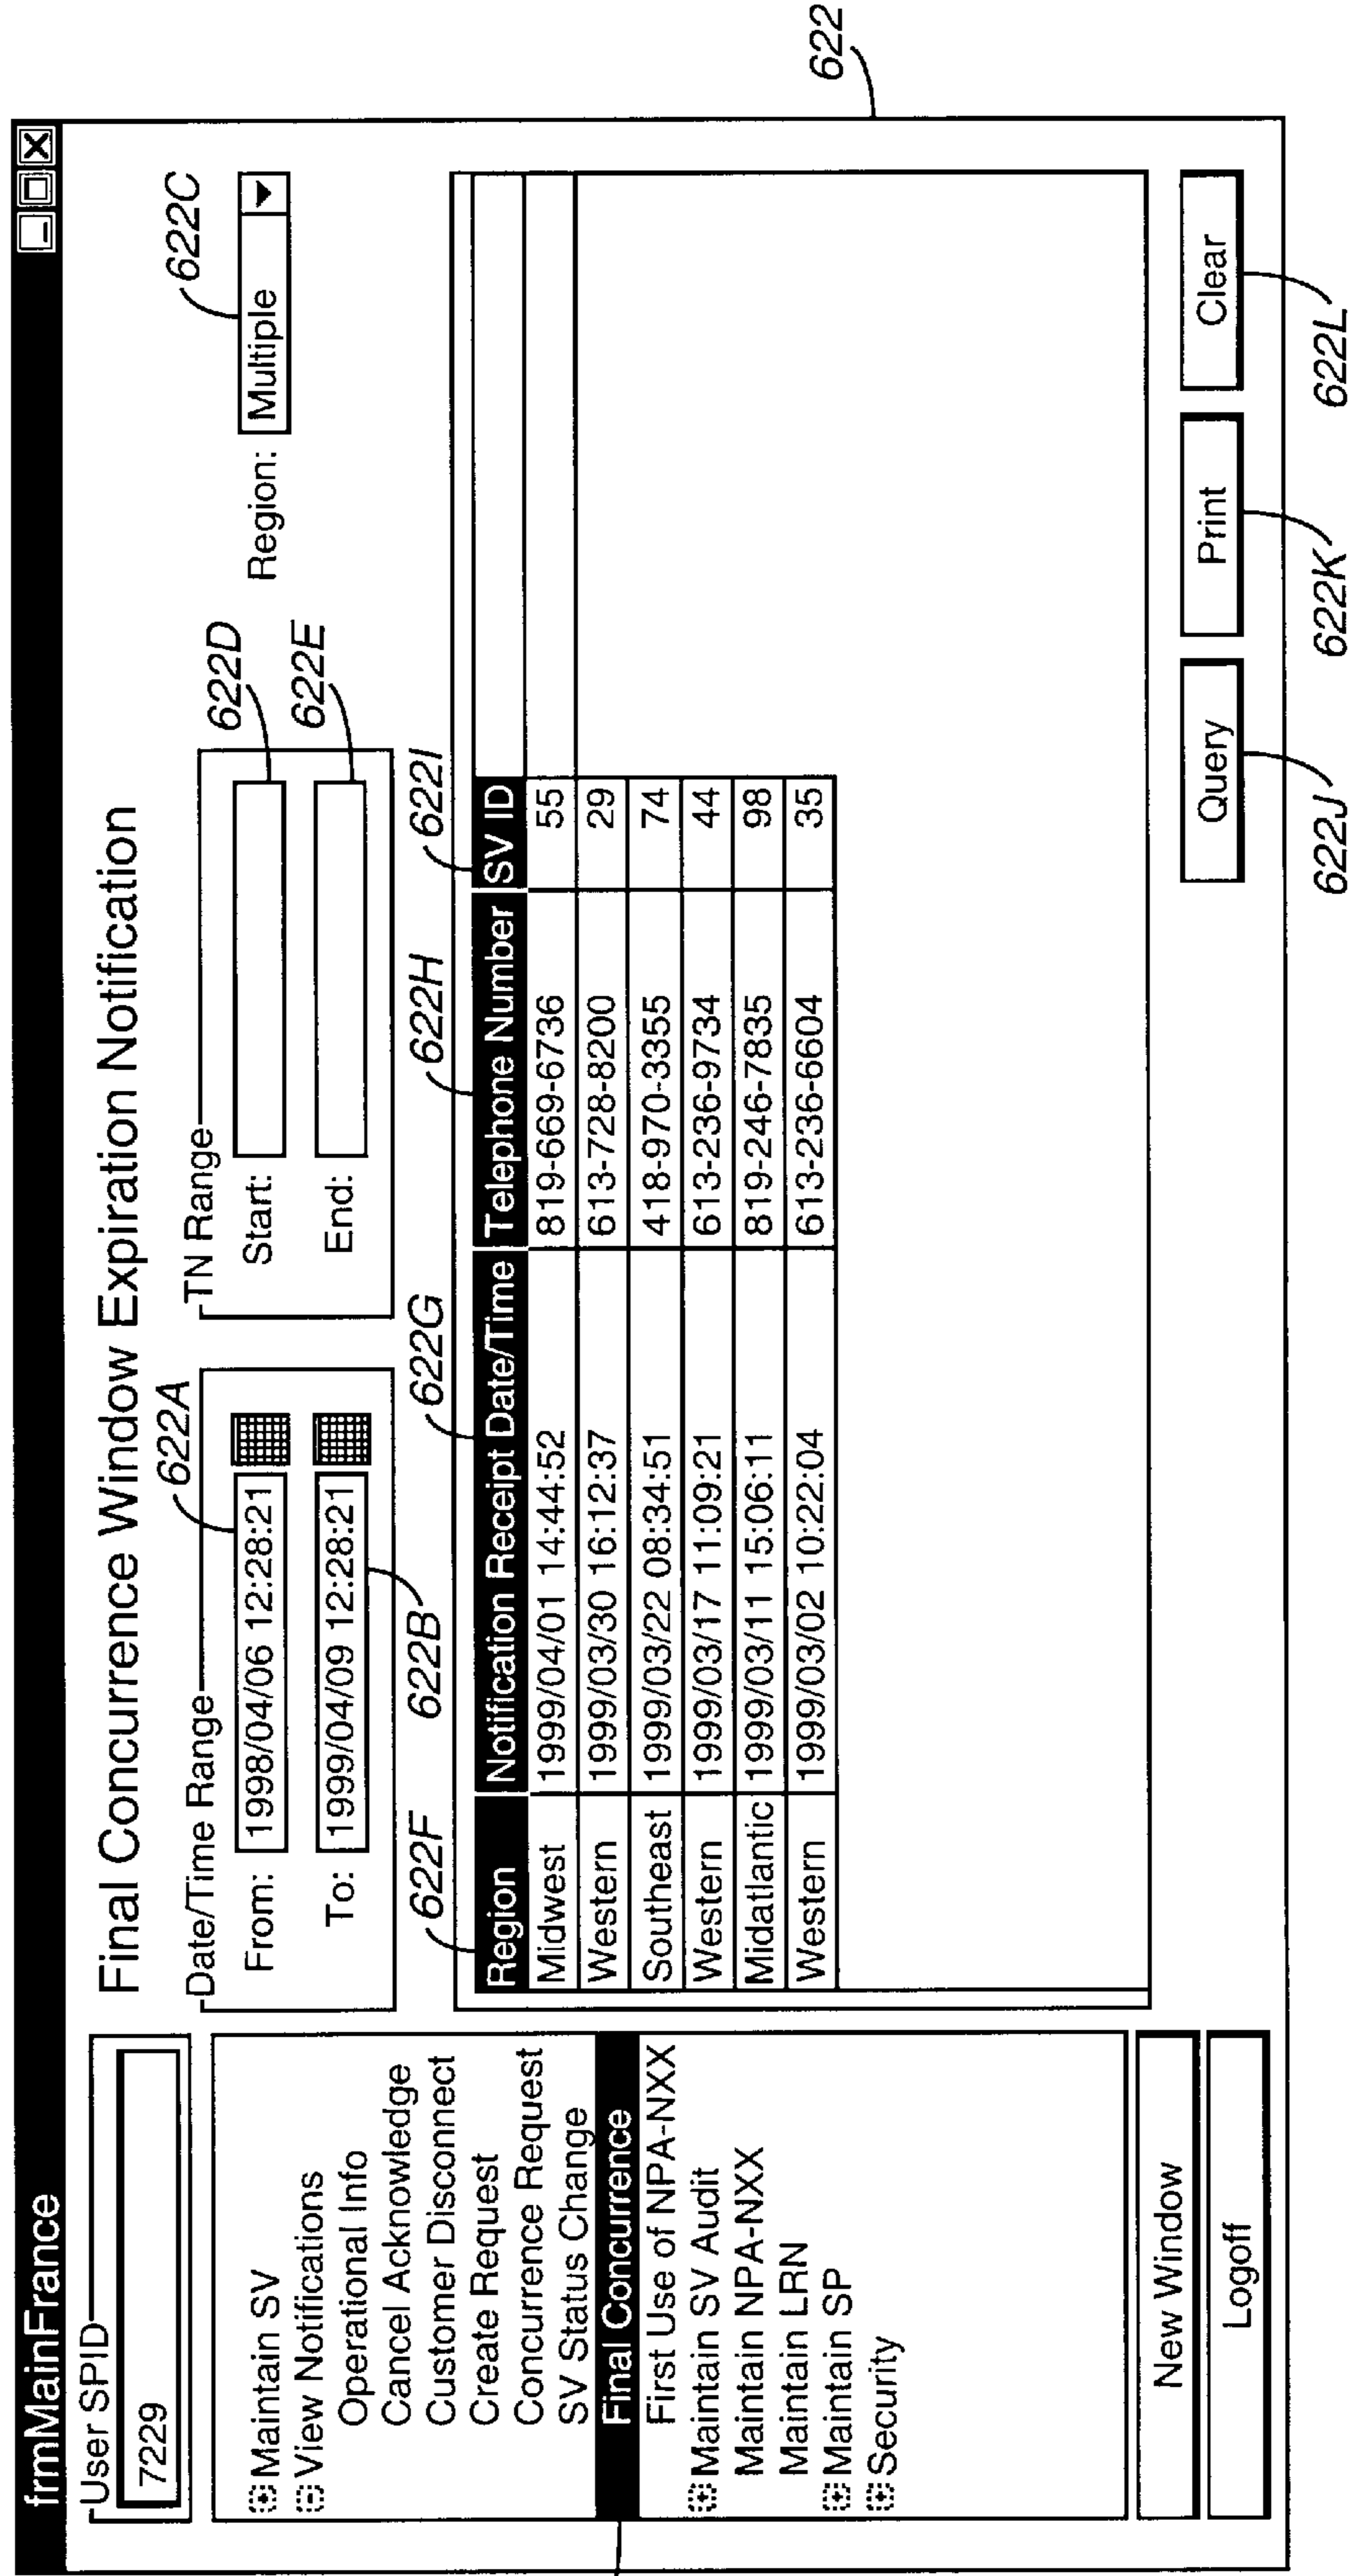 frmMainFrance
User SPID
7229
Maintain SV
View Notifications
Operational Info
Cancel Acknowledge
Customer Disconnect
Create Request
Concurrence Request
SV Status Change
Final Concurrence
First Use of NPA-NXX
Maintain SV Audit
Maintain NPA-NXX
Maintain LRN
Maintain SP
Security
New Window
Logoff
Final Concurrence Window Expiration Notification
Date/Time Range
622A
From: 1998/04/06 12:28:21
To: 1999/04/09 12:28:21
622B
TN Range
Start:
622D
End:
622E
Region: Multiple
622C
622F 622G 622H 622I
Region Notification Receipt Date/Time Telephone Number SV ID
Midwest 1999/04/01 14:44:52 819-669-6736 55
Western 1999/03/30 16:12:37 613-728-8200 29
Southeast 1999/03/22 08:34:51 418-970-3355 74
Western 1999/03/17 11:09:21 613-236-9734 44
Midatlantic 1999/03/11 15:06:11 819-246-7835 98
Western 1999/03/02 10:22:04 613-236-6604 35
622
Query Print Clear
622J 622K 622L